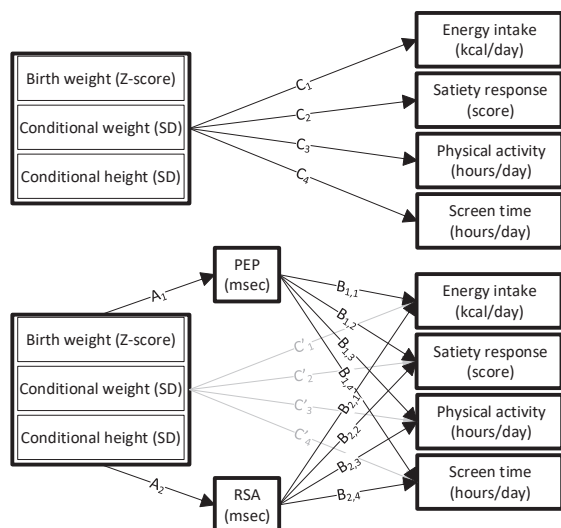 Energy intake
(kcal/day)
Birth weight (Z-score)
Conditional weight (SD)
Conditional height (SD)
C1
C2
C3
C4
Satiety response
(score)
Physical activity
(hours/day)
Screen time
(hours/day)
PEP
(msec)
A1
Birth weight (Z-score)
Conditional weight (SD)
Conditional height (SD)
A2
RSA
(msec)
B1,1
B1,2
B1,3
B1,4
C'1
C'2
C'3
C'4
B2,1
B2,2
B2,3
B2,4
Energy intake
(kcal/day)
Satiety response
(score)
Physical activity
(hours/day)
Screen time
(hours/day)